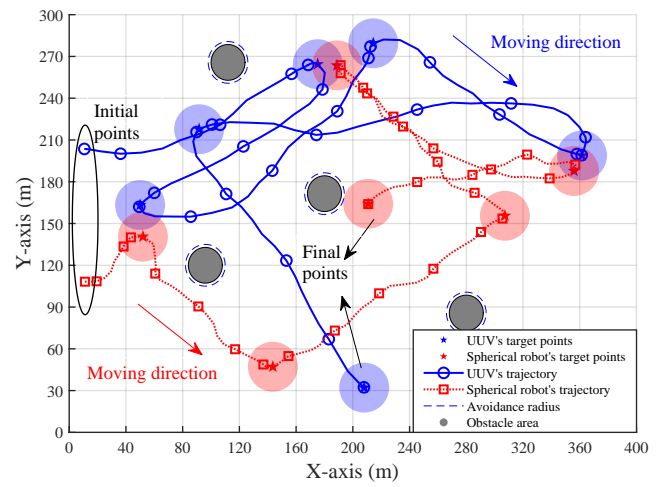 300
270
240
210
180
150
120
90
60
30
0
Y-axis (m)
0
40
80
120
160
200
240
280
320
360
400
X-axis (m)
Initial
points
Moving direction
Final
points
Moving direction
UUV's target points
Spherical robot's target points
UUV's trajectory
Spherical robot's trajectory
Avoidance radius
Obstacle area